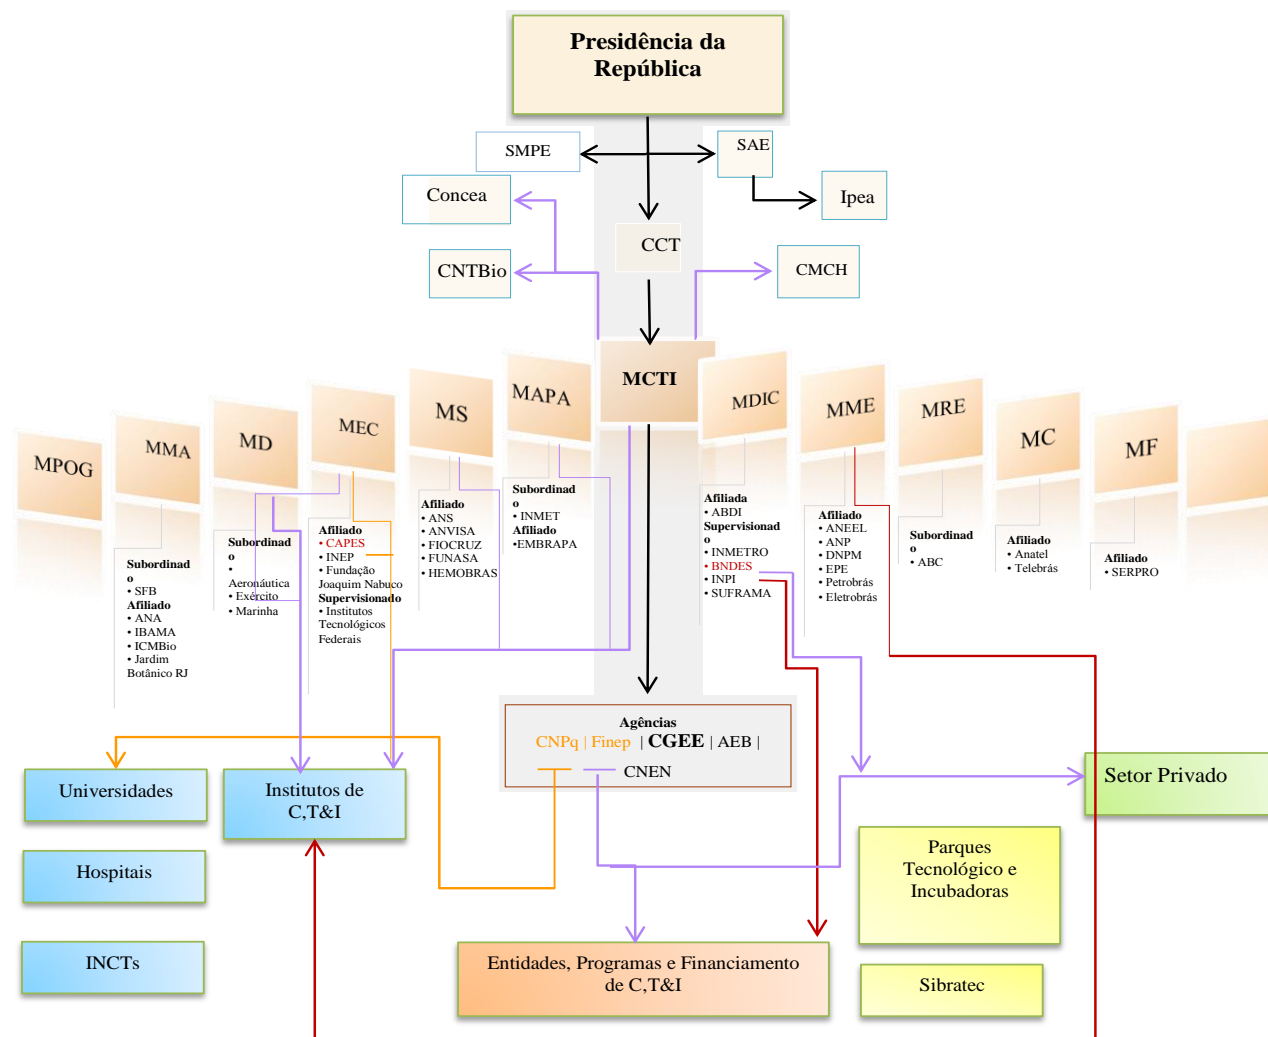 Presidência da
República
SMPE
SAE
Concea
Ipea
CCT
CNTBio
CMCH
MCTI
MPOG
MMA
MD
MEC
MS
MAPA
MDIC
MME
MRE
MC
MF
Subordinad
o
• SFB
Afiliado
• ANA
• IBAMA
• ICMBio
• Jardim
Botânico RJ
Subordinad
o
•
Aeronáutica
• Exército
• Marinha
Afiliado
• CAPES
• INEP
• Fundação
Joaquim Nabuco
Supervisionado
• Institutos
Tecnológicos
Federais
Afiliado
• ANS
• ANVISA
• FIOCRUZ
• FUNASA
• HEMOBRAS
Subordinad
o
• INMET
Afiliado
•EMBRAPA
Afiliada
• ABDI
Supervisionad
o
• INMETRO
• BNDES
• INPI
• SUFRAMA
Afiliado
• ANEEL
• ANP
• DNPM
• EPE
• Petrobrás
• Eletrobrás
Subordinad
o
• ABC
Afiliado
• Anatel
• Telebrás
Afiliado
• SERPRO
Agências
CNPq | Finep | CGEE | AEB |
CNEN
Universidades
Institutos de
C,T&I
Setor Privado
Hospitais
Parques
Tecnológico e
Incubadoras
INCTs
Entidades, Programas e Financiamento
de C,T&I
Sibratec